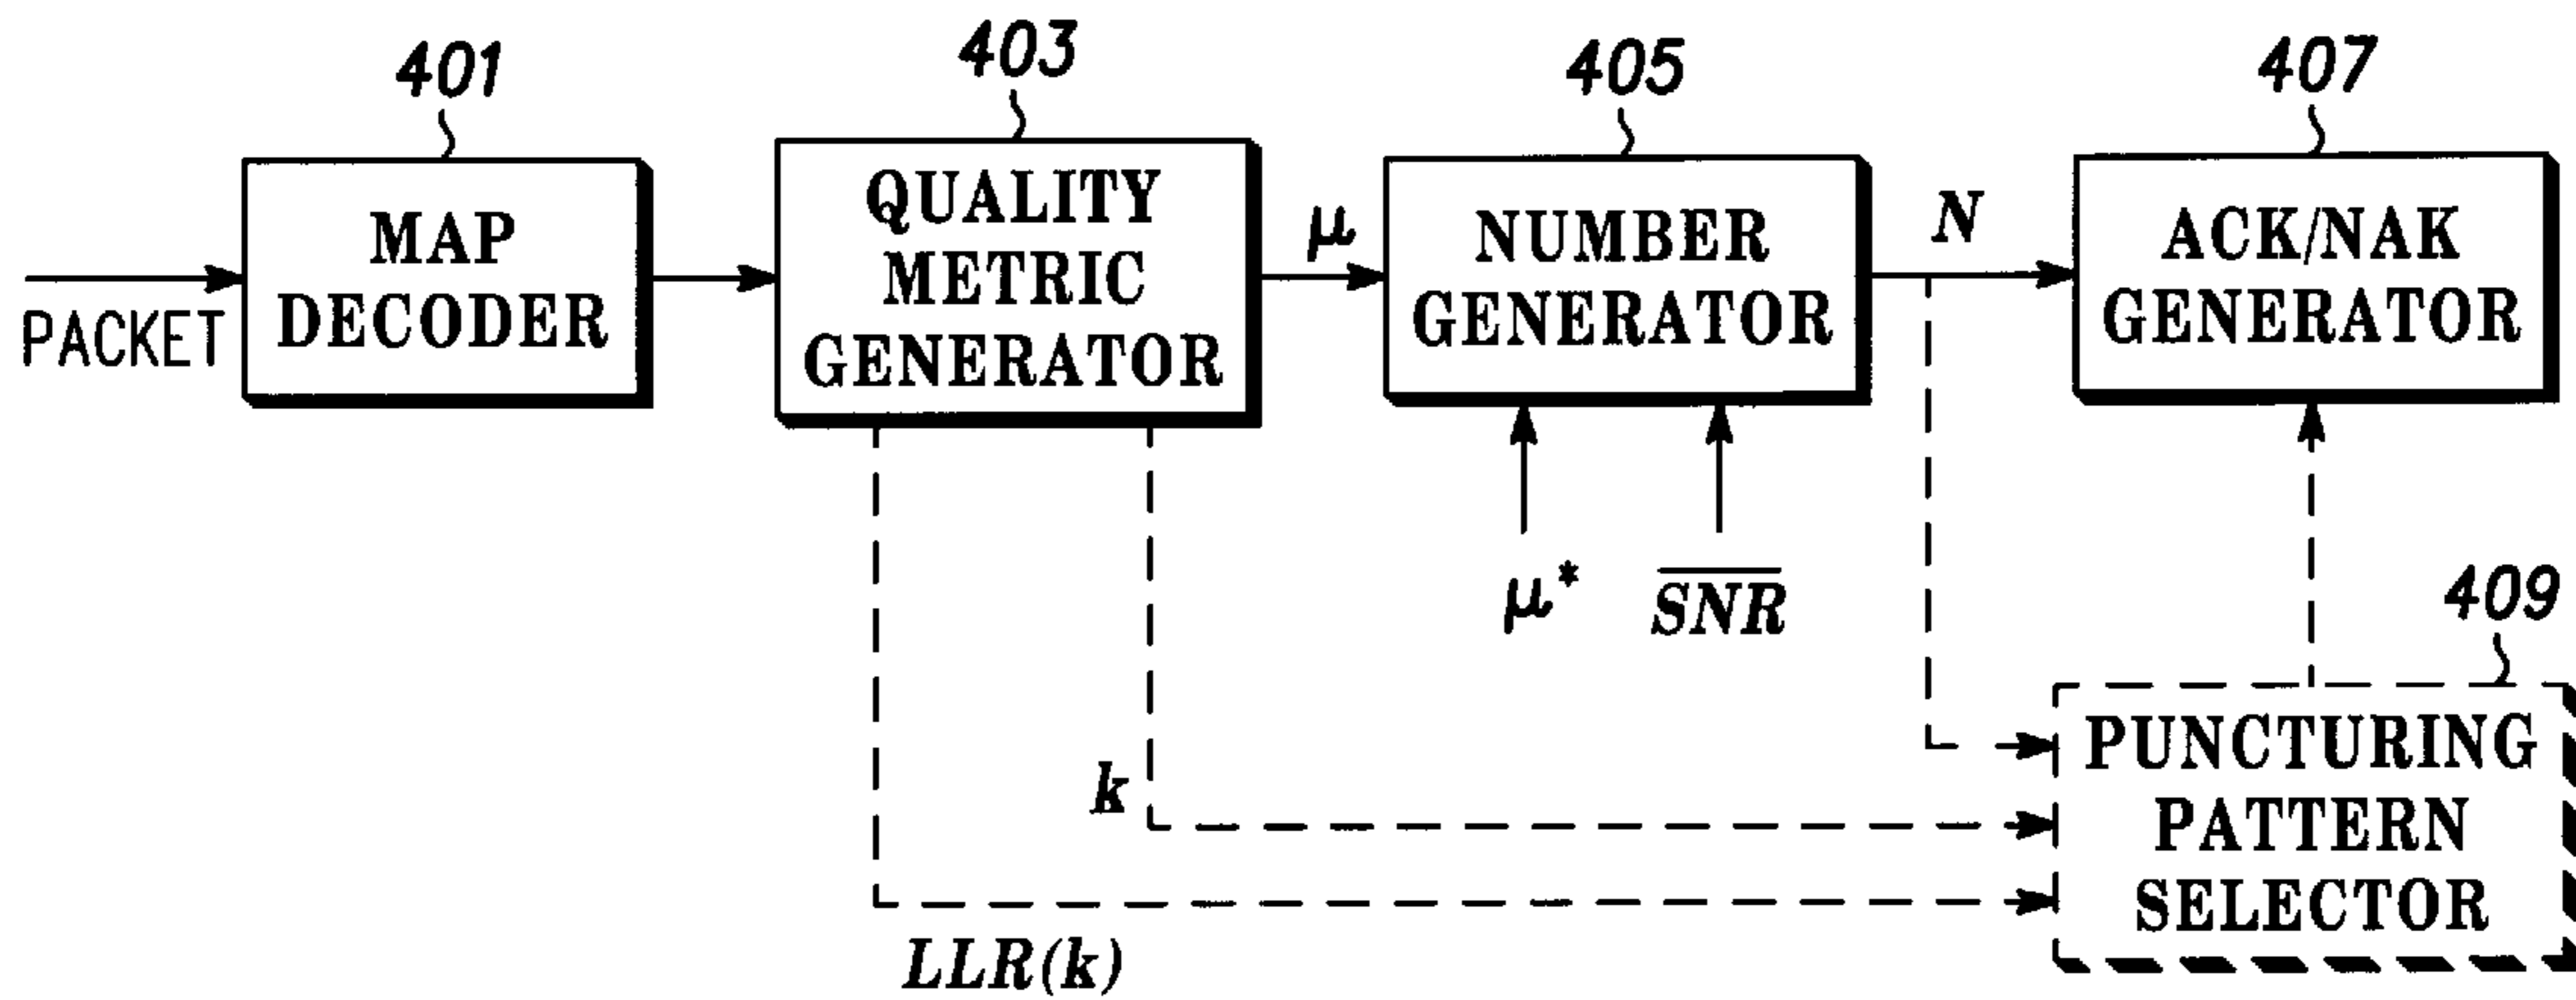 401
403
405
407
PACKET
MAP
DECODER
QUALITY
METRIC
GENERATOR
μ
NUMBER
GENERATOR
N
ACK/NAK
GENERATOR
μ*
\overline{SNR}
409
k
LLR(k)
PUNCTURING
PATTERN
SELECTOR